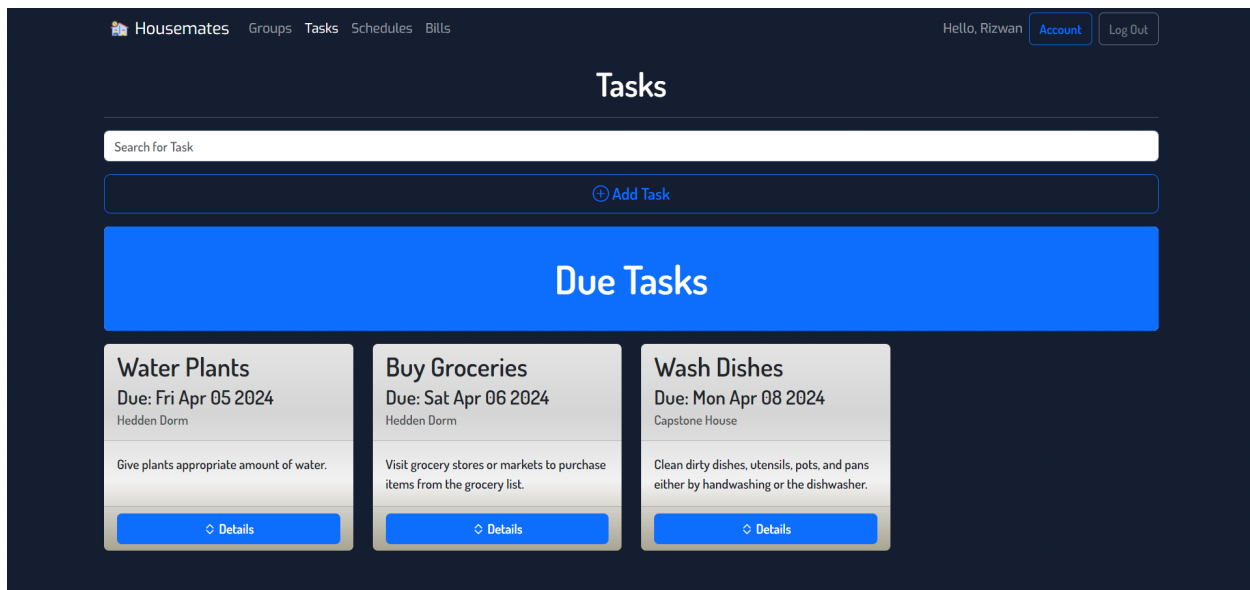 Housemates Groups Tasks Schedules Bills Hello, Rizwan Account Log Out
Tasks
Search for Task
Add Task
Due Tasks
Water Plants
Due: Fri Apr 05 2024
Hedden Dorm
Give plants appropriate amount of water.
Details
Buy Groceries
Due: Sat Apr 06 2024
Hedden Dorm
Visit grocery stores or markets to purchase
items from the grocery list.
Details
Wash Dishes
Due: Mon Apr 08 2024
Capstone House
Clean dirty dishes, utensils, pots, and pans
either by handwashing or the dishwasher.
Details